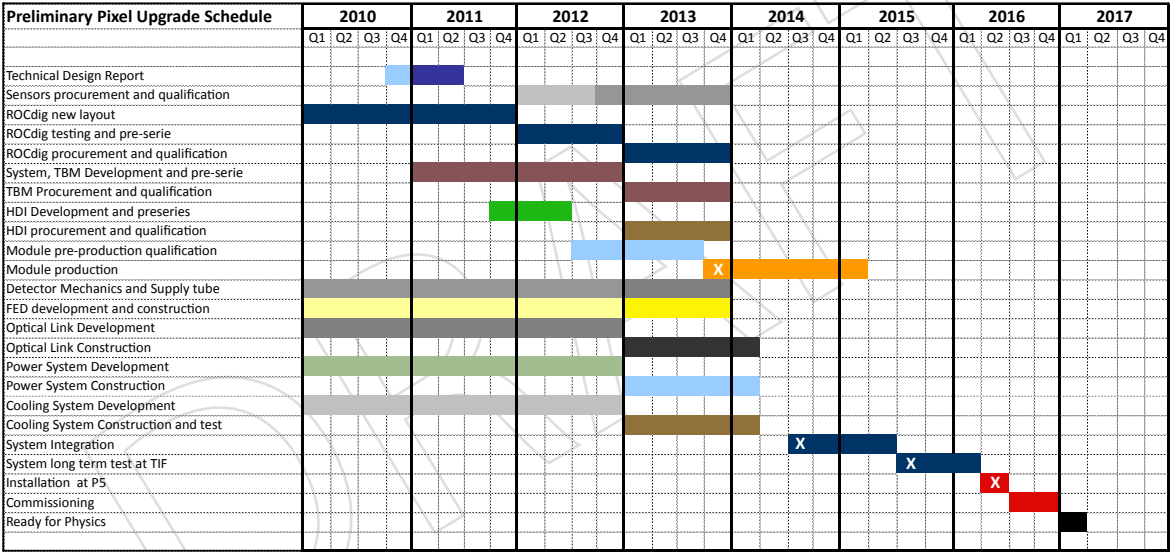 Preliminary Pixel Upgrade Schedule 2010 2011 2012 2013 2014 2015 2016 2017
Q1 Q2 Q3 Q4 Q1 Q2 Q3 Q4 Q1 Q2 Q3 Q4 Q1 Q2 Q3 Q4 Q1 Q2 Q3 Q4 Q1 Q2 Q3 Q4 Q1 Q2 Q3 Q4 Q1 Q2 Q3 Q4
Technical Design Report
Sensors procurement and qualification
ROCdig new layout
ROCdig testing and pre-serie
ROCdig procurement and qualification
System, TBM Development and pre-serie
TBM Procurement and qualification
HDI Development and preseries
HDI procurement and qualification
Module pre-production qualification
Module production X
Detector Mechanics and Supply tube
FED development and construction
Optical Link Development
Optical Link Construction
Power System Development
Power System Construction
Cooling System Development
Cooling System Construction and test
System Integration X
System long term test at TIF X
Installation at P5 X
Commissioning
Ready for Physics
DRAFT